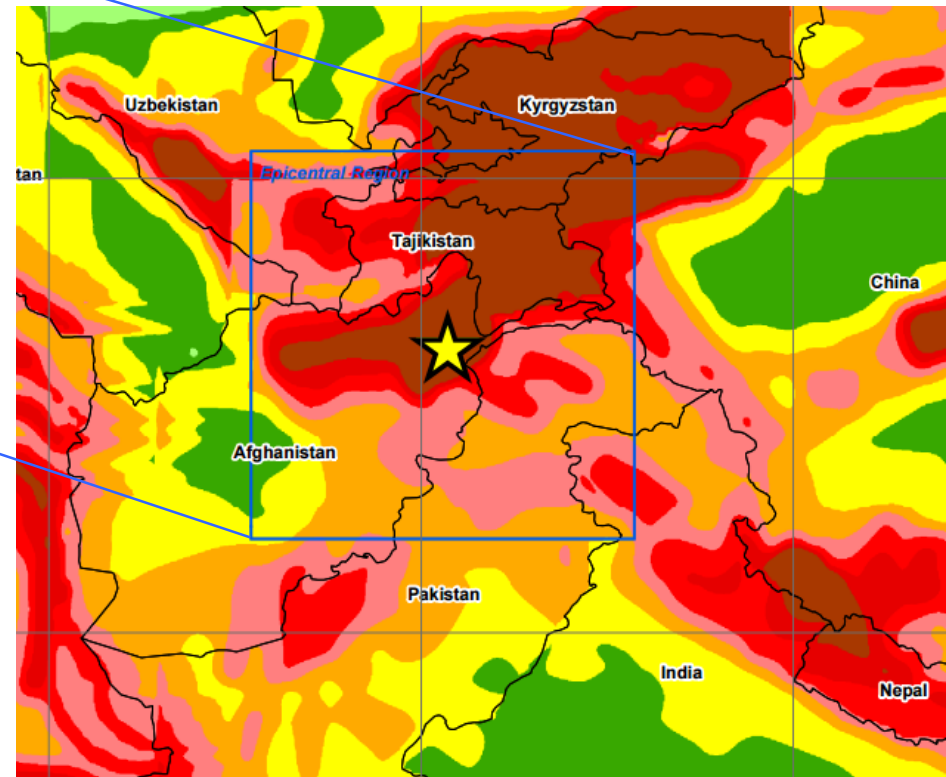 Uzbekistan
Kyrgyzstan
tan
Epicentral Region
Tajikistan
China
Afghanistan
Pakistan
India
Nepal